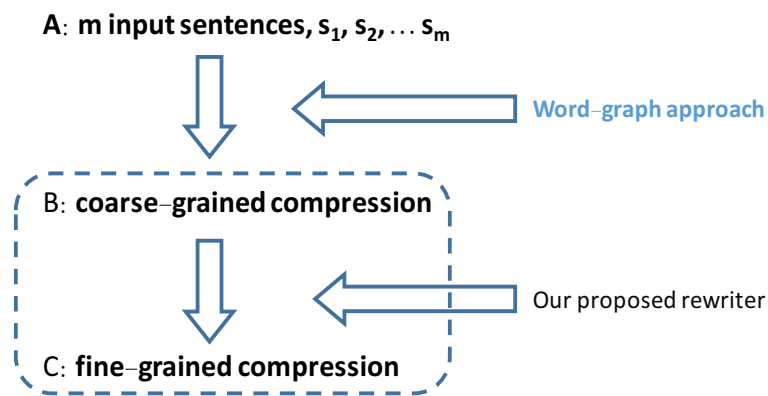 A: m input sentences, s₁, s₂, … sₘ
Word–graph approach
B: coarse–grained compression
Our proposed rewriter
C: fine–grained compression